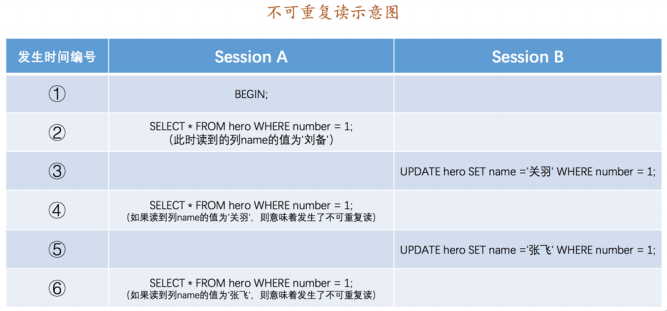 不可重复读示意图
发生时间编号 Session A Session B
① BEGIN;
② SELECT * FROM hero WHERE number = 1;
（此时读到的列name的值为'刘备'）
③ UPDATE hero SET name ='关羽' WHERE number = 1;
④ SELECT * FROM hero WHERE number = 1;
（如果读到列name的值为'关羽'，则意味着发生了不可重复读）
⑤ UPDATE hero SET name ='张飞' WHERE number = 1;
⑥ SELECT * FROM hero WHERE number = 1;
（如果读到列name的值为'张飞'，则意味着发生了不可重复读）